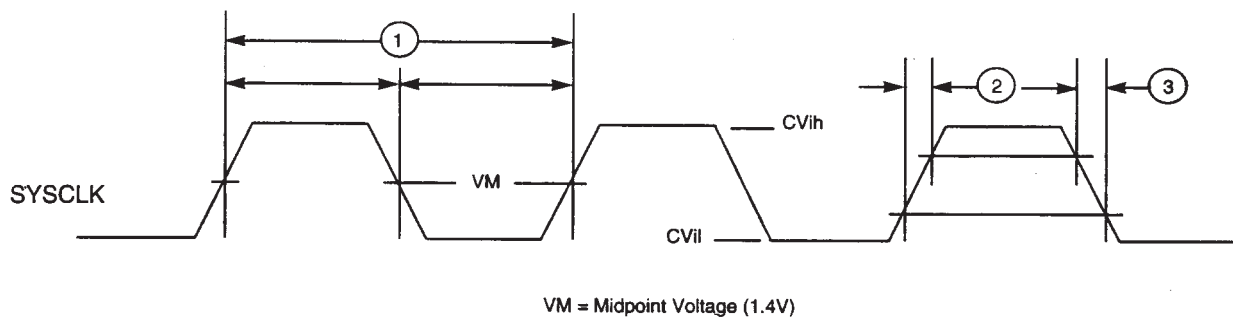 1
2
3
CVih
SYSCLK
VM
CVil
VM = Midpoint Voltage (1.4V)